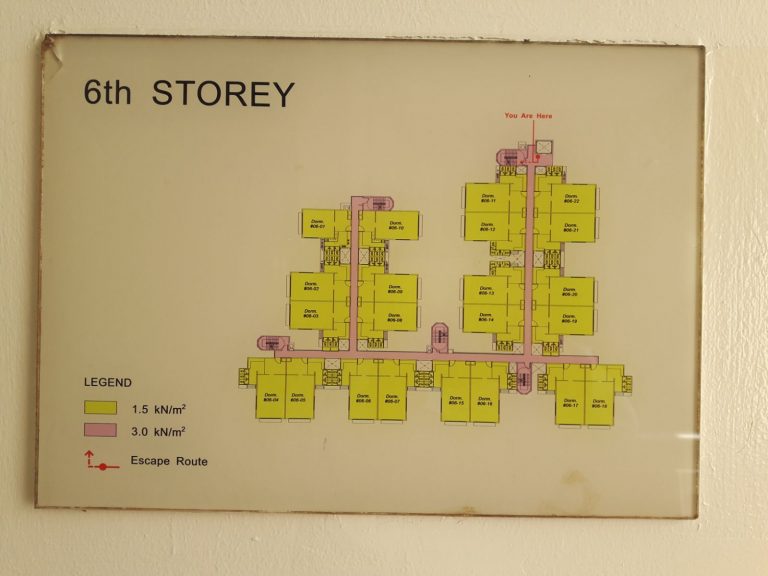 6th STOREY
You Are Here
Dorm.
#06-11
Dorm.
#06-22
Dorm.
#06-12
Dorm.
#06-21
Dorm.
#06-01
Dorm.
#06-10
Dorm.
#06-02
Dorm.
#06-09
Dorm.
#06-13
Dorm.
#06-20
Dorm.
#06-03
Dorm.
#06-08
Dorm.
#06-14
Dorm.
#06-19
Dorm.
#06-04
Dorm.
#06-05
Dorm.
#06-06
Dorm.
#06-07
Dorm.
#06-15
Dorm.
#06-16
Dorm.
#06-17
Dorm.
#06-18
LEGEND
1.5 kN/m²
3.0 kN/m²
Escape Route